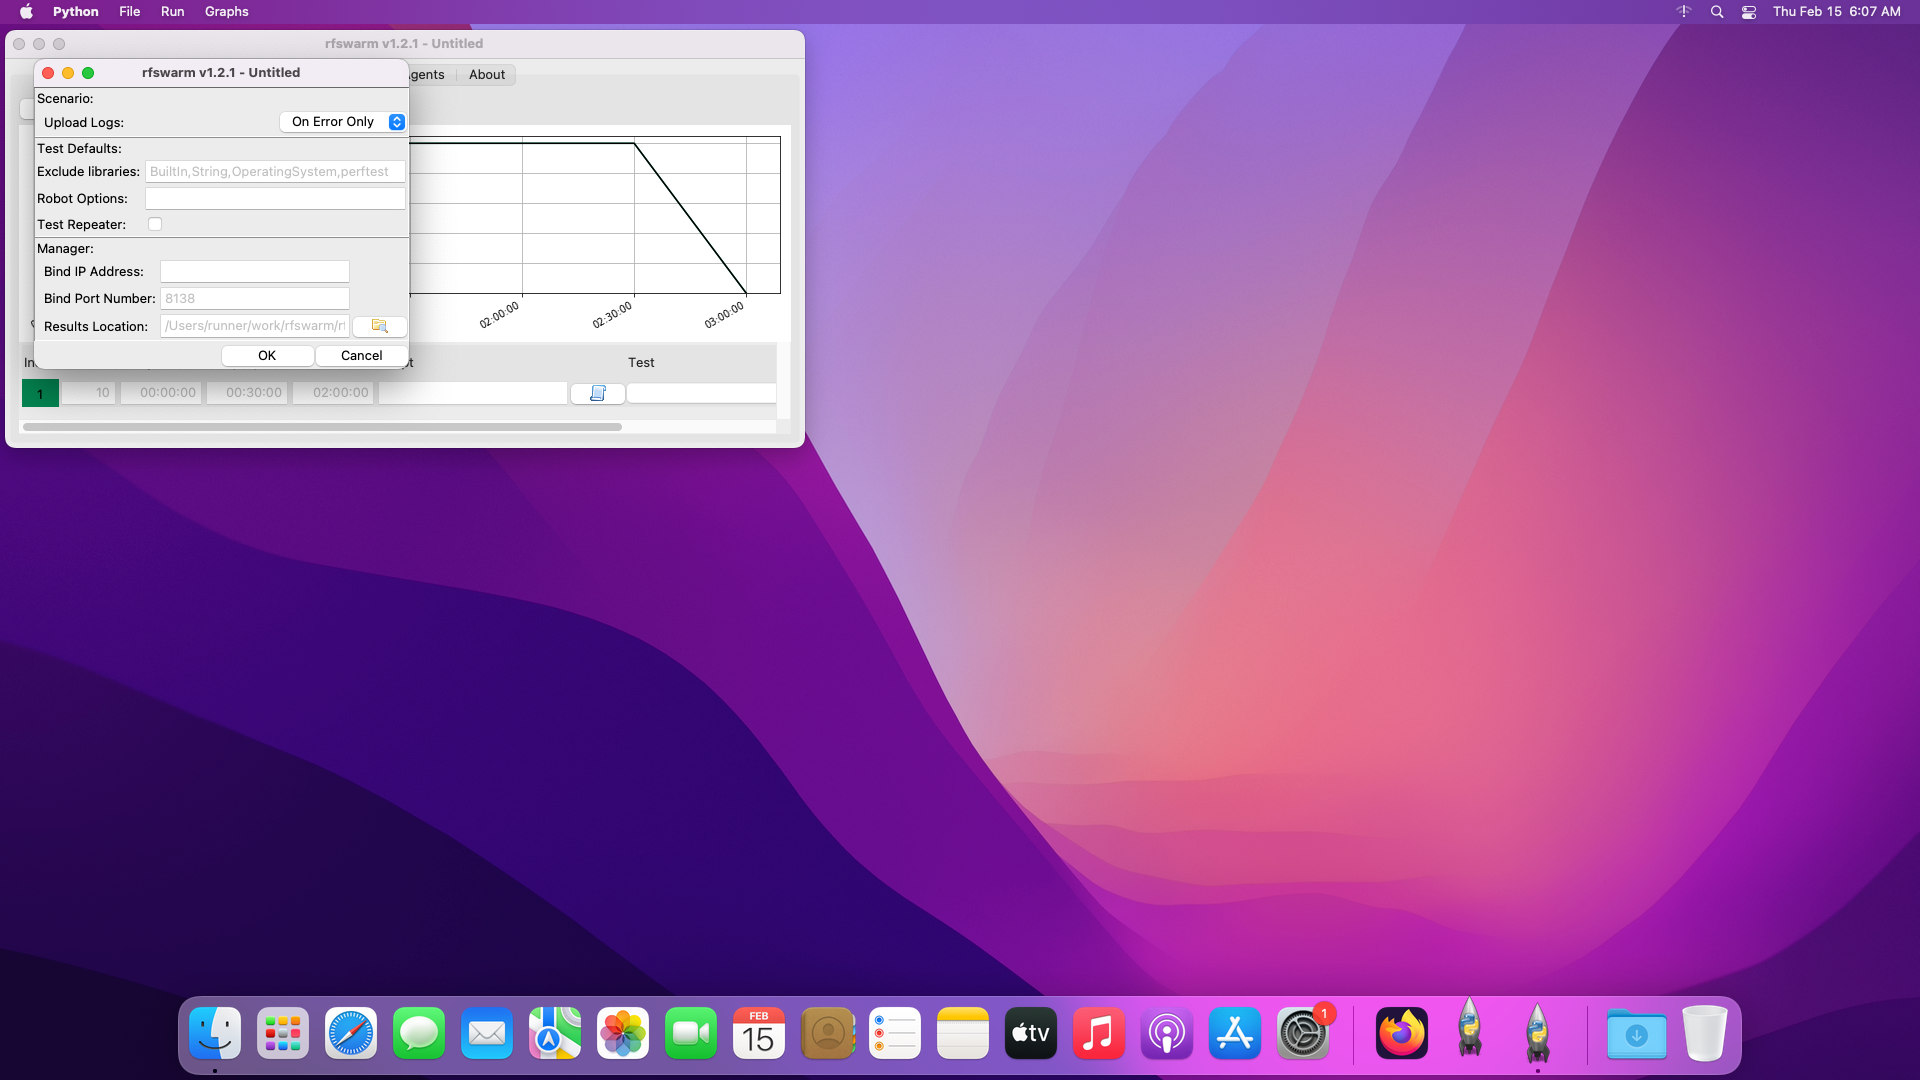 Python File Run Graphs Thu Feb 15 6:07 AM
rfswarm v1.2.1 - Untitled
rfswarm v1.2.1 - Untitled
gents About
Scenario:
Upload Logs: On Error Only
Test Defaults:
Exclude libraries: BuiltIn,String,OperatingSystem,perftest
Robot Options:
Test Repeater:
Manager:
Bind IP Address:
Bind Port Number: 8138
Results Location: /Users/runner/work/rfswarm/rf
OK Cancel
02:00:00 02:30:00 03:00:00
In t Test
1 10 00:00:00 00:30:00 02:00:00
FEB
15
tv
1